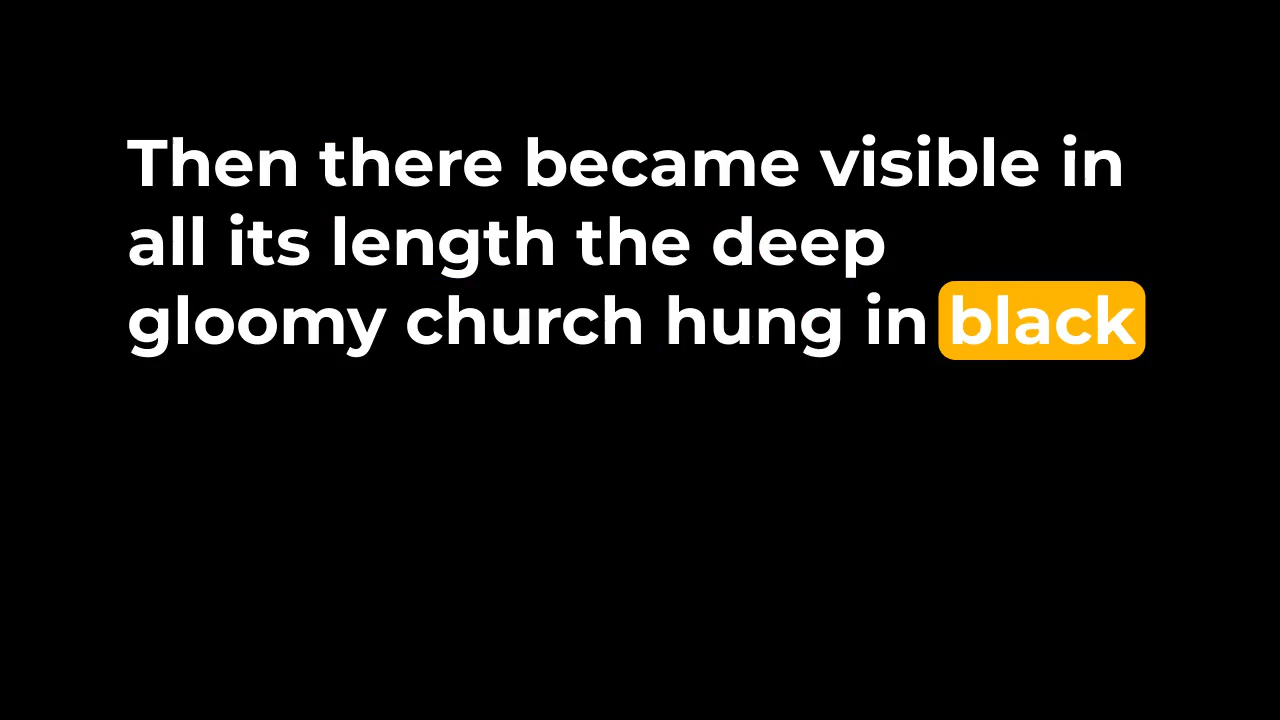 Then there became visible in
all its length the deep
gloomy church hung in black